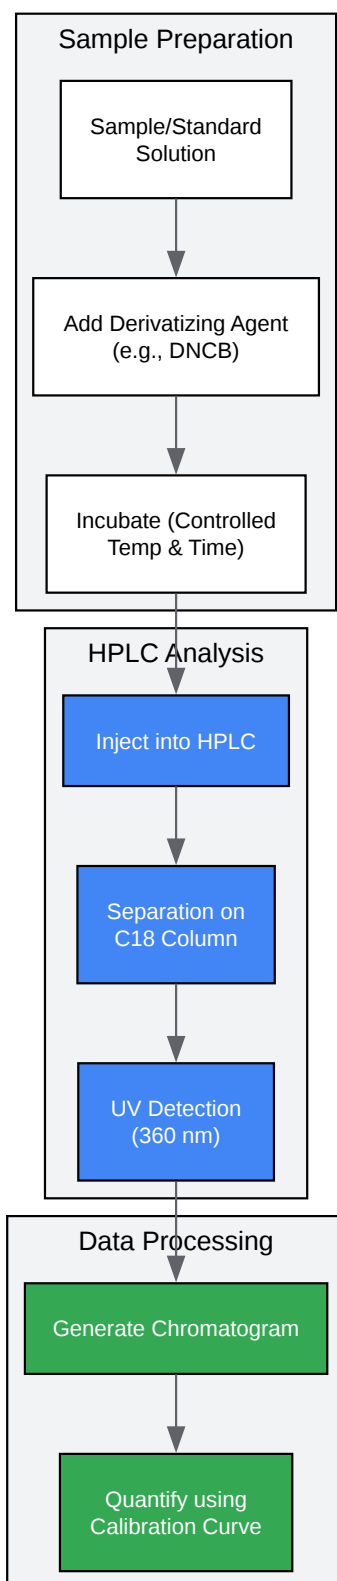 Sample Preparation
Sample/Standard
Solution
Add Derivatizing Agent
(e.g., DNCB)
Incubate (Controlled
Temp & Time)
HPLC Analysis
Inject into HPLC
Separation on
C18 Column
UV Detection
(360 nm)
Data Processing
Generate Chromatogram
Quantify using
Calibration Curve